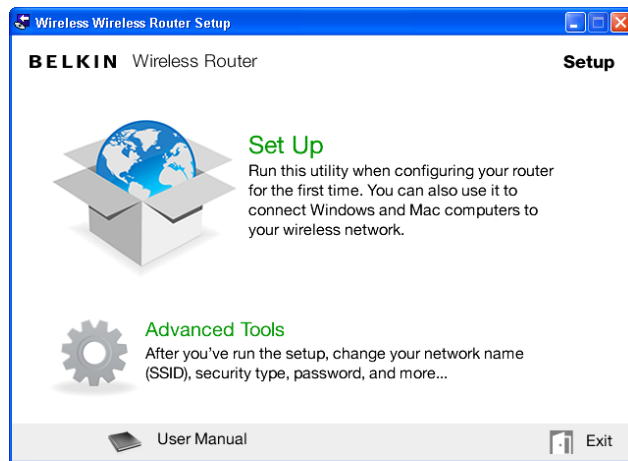 Wireless Wireless Router Setup
BELKIN Wireless Router
Setup
Set Up
Run this utility when configuring your router
for the first time. You can also use it to
connect Windows and Mac computers to
your wireless network.
Advanced Tools
After you've run the setup, change your network name
(SSID), security type, password, and more...
User Manual
Exit